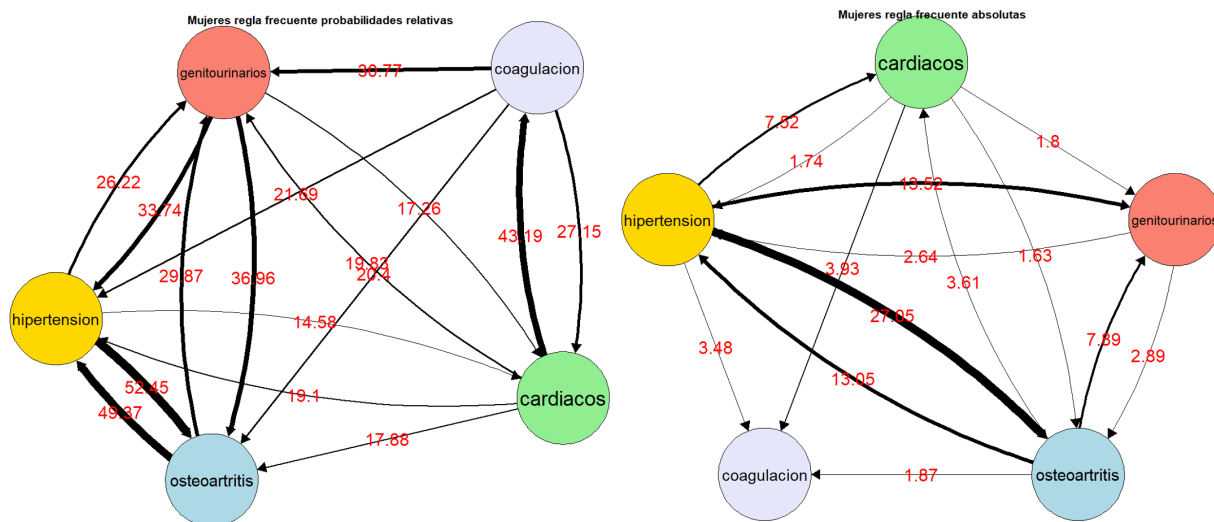 Mujeres regla frecuente probabilidades relativas
genitourinarios
coagulacion
30.77
26.22
33.74
21.69
17.26
43.19
27.15
29.87
36.96
19.83
20.4
hipertension
14.58
52.45
49.37
19.1
cardiacos
17.88
osteoartritis
Mujeres regla frecuente absolutas
cardiacos
7.52
1.74
1.8
13.52
hipertension
genitourinarios
3.93
2.64
1.63
27.05
3.61
3.48
13.05
7.89
2.89
coagulacion
1.87
osteoartritis